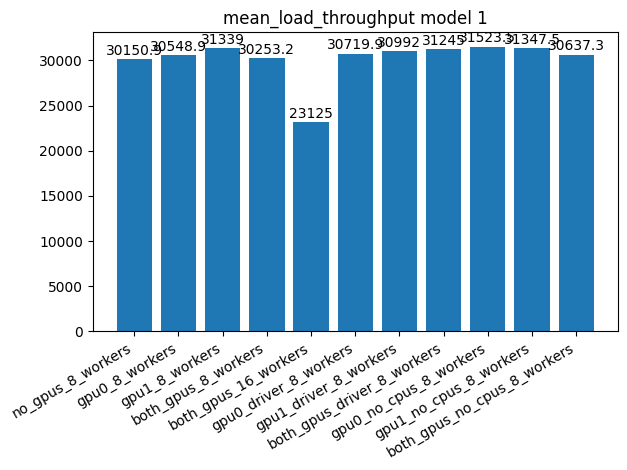 mean_load_throughput model 1
30000
25000
20000
15000
10000
5000
0
30150.9
30548.9
31339
30253.2
23125
30719.9
30992
31245
31523.3
31347.5
30637.3
no_gpus_8_workers
gpu0_8_workers
gpu1_8_workers
both_gpus_8_workers
both_gpus_16_workers
gpu0_driver_8_workers
gpu1_driver_8_workers
both_gpus_driver_8_workers
gpu0_no_cpus_8_workers
gpu1_no_cpus_8_workers
both_gpus_no_cpus_8_workers